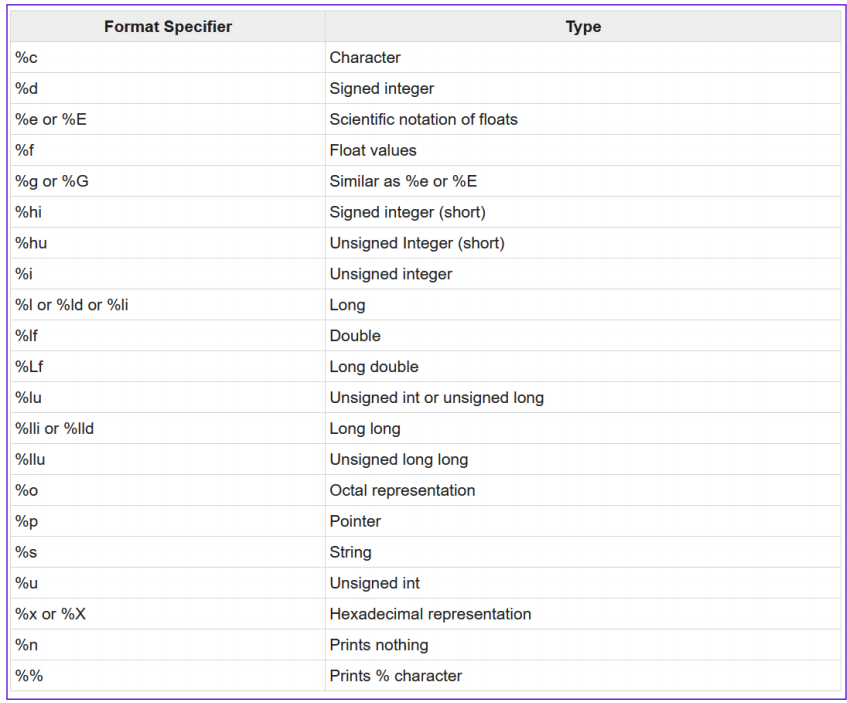 Format Specifier Type
%c Character
%d Signed integer
%e or %E Scientific notation of floats
%f Float values
%g or %G Similar as %e or %E
%hi Signed integer (short)
%hu Unsigned Integer (short)
%i Unsigned integer
%l or %ld or %li Long
%lf Double
%Lf Long double
%lu Unsigned int or unsigned long
%lli or %lld Long long
%llu Unsigned long long
%o Octal representation
%p Pointer
%s String
%u Unsigned int
%x or %X Hexadecimal representation
%n Prints nothing
%% Prints % character